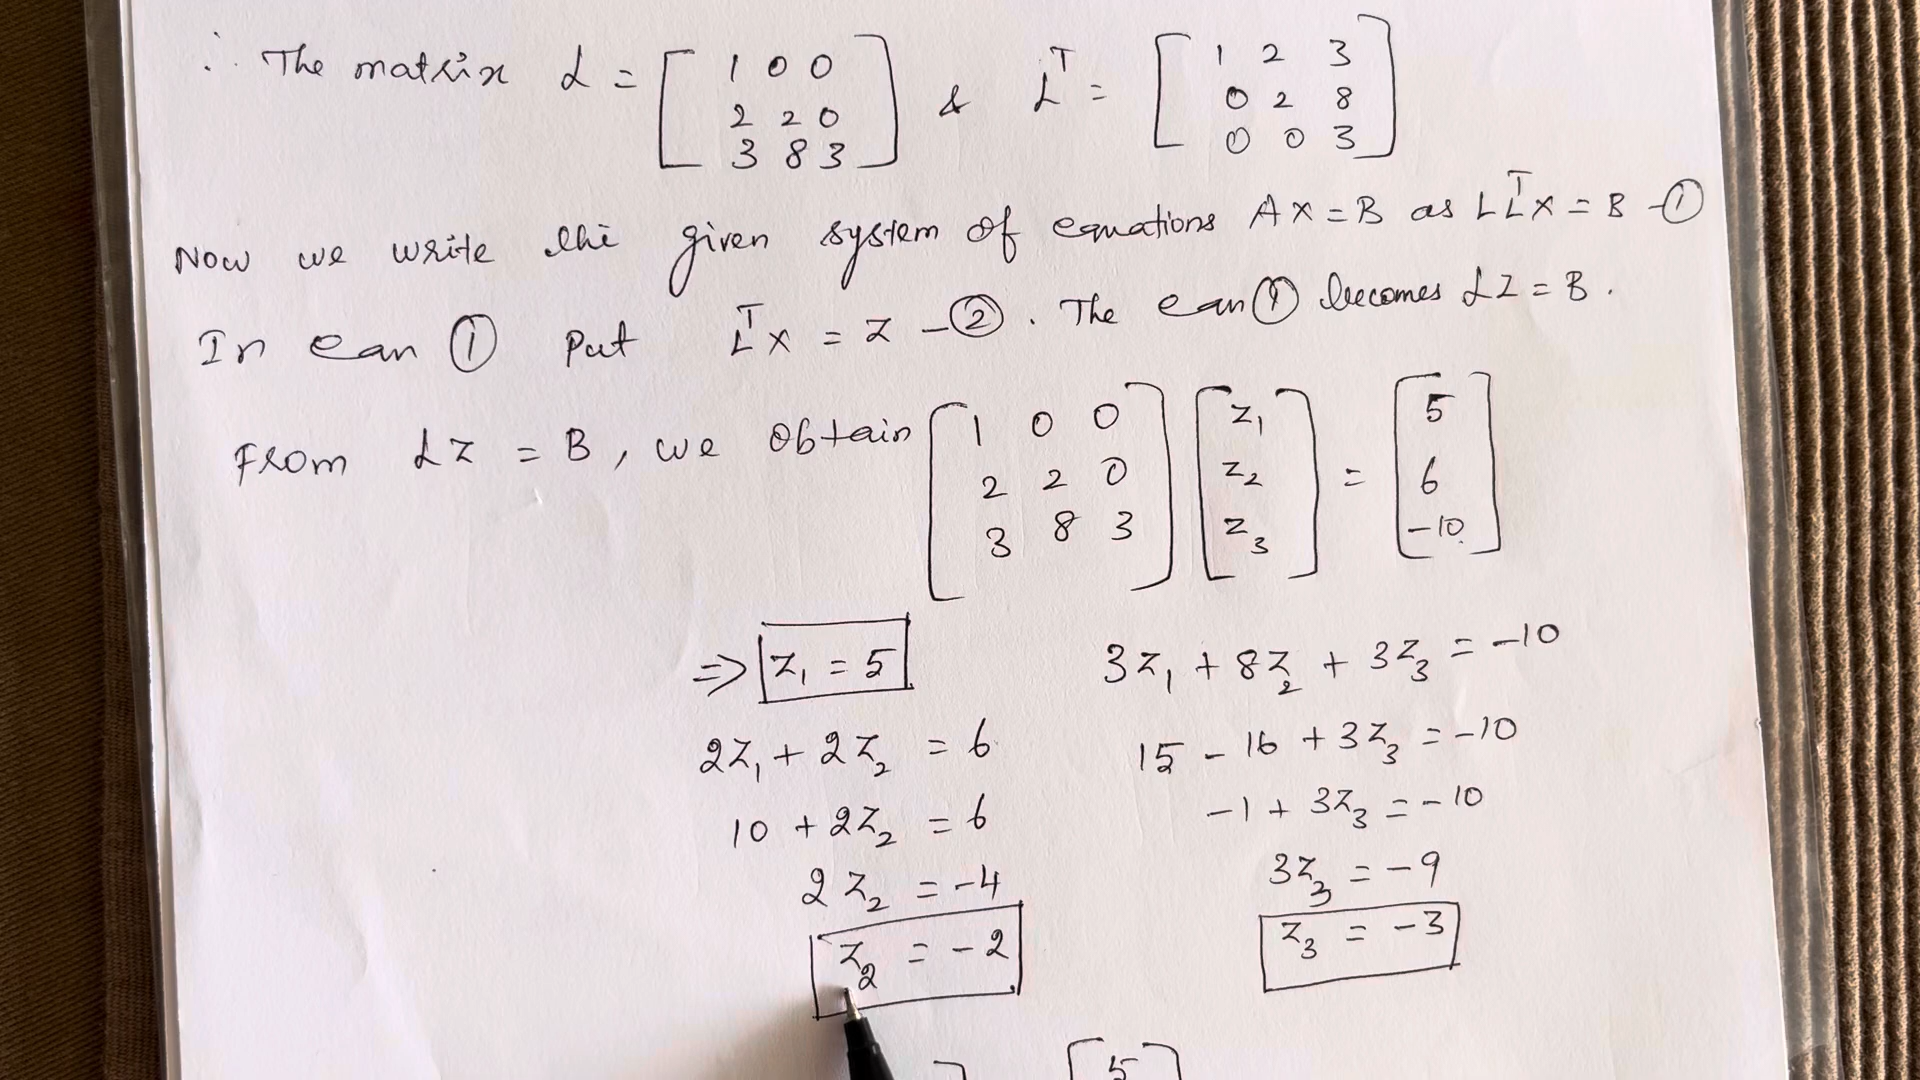 ∴ The matrix L = [ 1 0 0 & L^T = [ 1 2 3
2 2 0 0 2 8
3 8 3 ] 0 0 3 ]
Now we write the given system of equations AX = B as LL^TX = B - ①
In eqn ① put L^TX = Z - ②. The eqn ① becomes LZ = B.
From LZ = B, we obtain [ 1 0 0 [ z₁ [ 5
2 2 0 z₂ = 6
3 8 3 ] z₃ ] -10 ]
⇒ z₁ = 5
2z₁ + 2z₂ = 6
10 + 2z₂ = 6
2z₂ = -4
z₂ = -2
3z₁ + 8z₂ + 3z₃ = -10
15 - 16 + 3z₃ = -10
-1 + 3z₃ = -10
3z₃ = -9
z₃ = -3
5